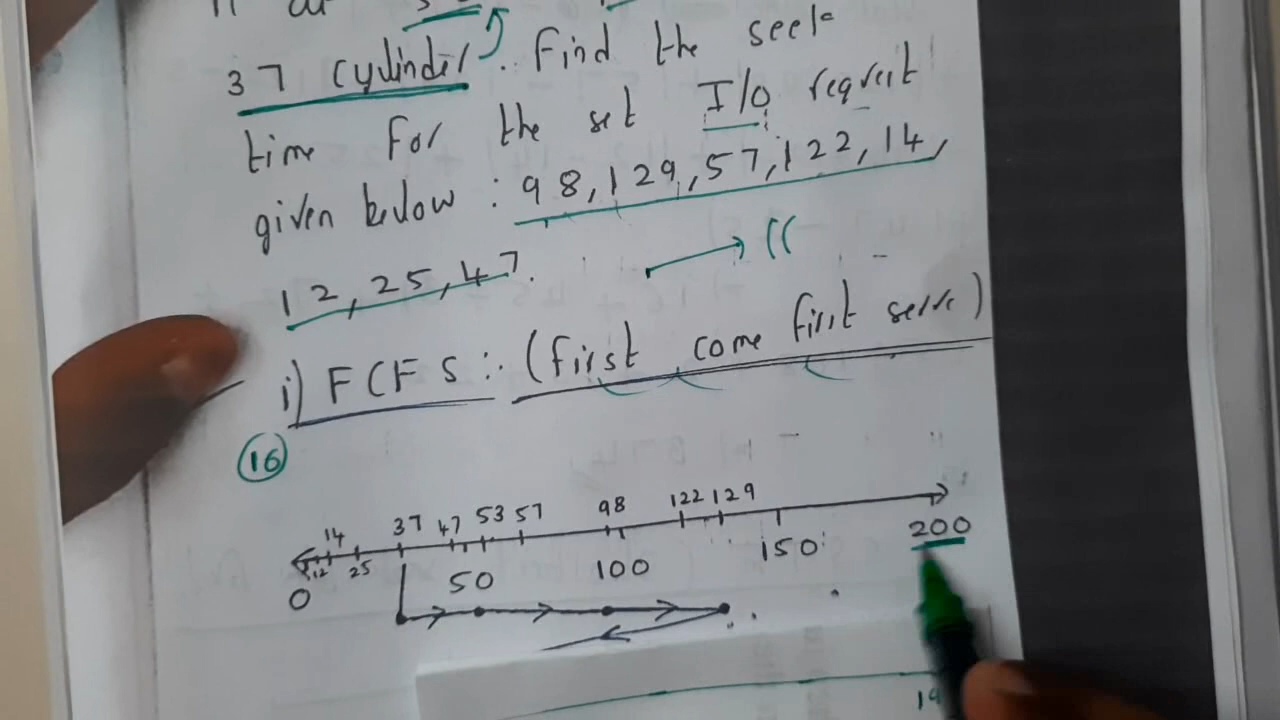 37 cylinder. Find the seek
time for the set I/O request
given below : 98,129,57,122,14,
12,25,47.
i) FCFS :- (first come first serve)
16
14 37 47 53 57 98 122 129
12 25
0 50 100 150 200